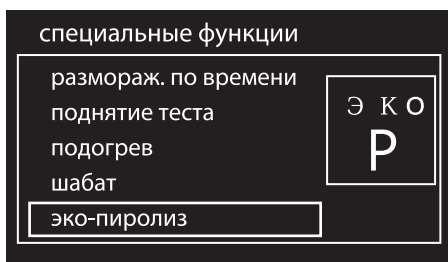 специальные функции
размораж. по времени
поднятие теста
подогрев
шабат
эко-пиролиз
Э К О
P